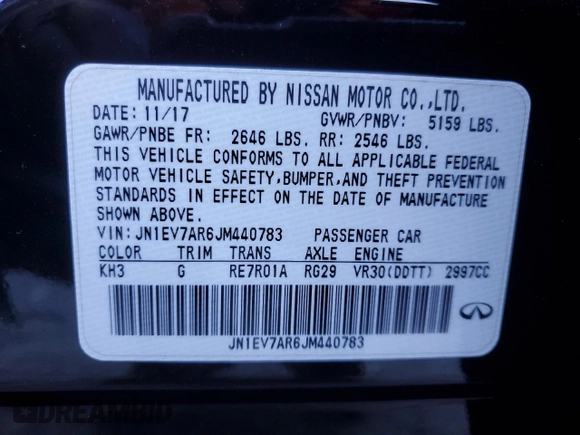 MANUFACTURED BY NISSAN MOTOR CO.,LTD.
DATE: 11/17 GVWR/PNBV: 5159 LBS.
GAWR/PNBE FR: 2646 LBS. RR: 2546 LBS.
THIS VEHICLE CONFORMS TO ALL APPLICABLE FEDERAL
MOTOR VEHICLE SAFETY,BUMPER,AND THEFT PREVENTION
STANDARDS IN EFFECT ON THE DATE OF MANUFACTURE
SHOWN ABOVE.
VIN: JN1EV7AR6JM440783 PASSENGER CAR
COLOR TRIM TRANS AXLE ENGINE
KH3 G RE7R01A RG29 VR30(DDTT) 2997CC
JN1EV7AR6JM440783
DREAMBID